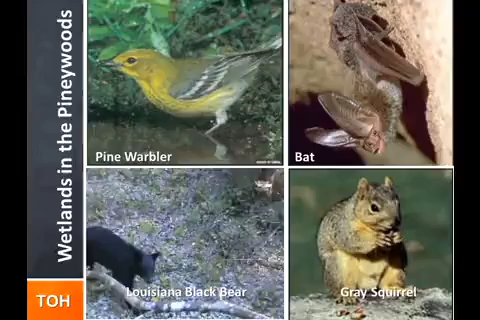 Wetlands in the Pineywoods
TOH
Pine Warbler
Bat
Louisiana Black Bear
Gray Squirrel